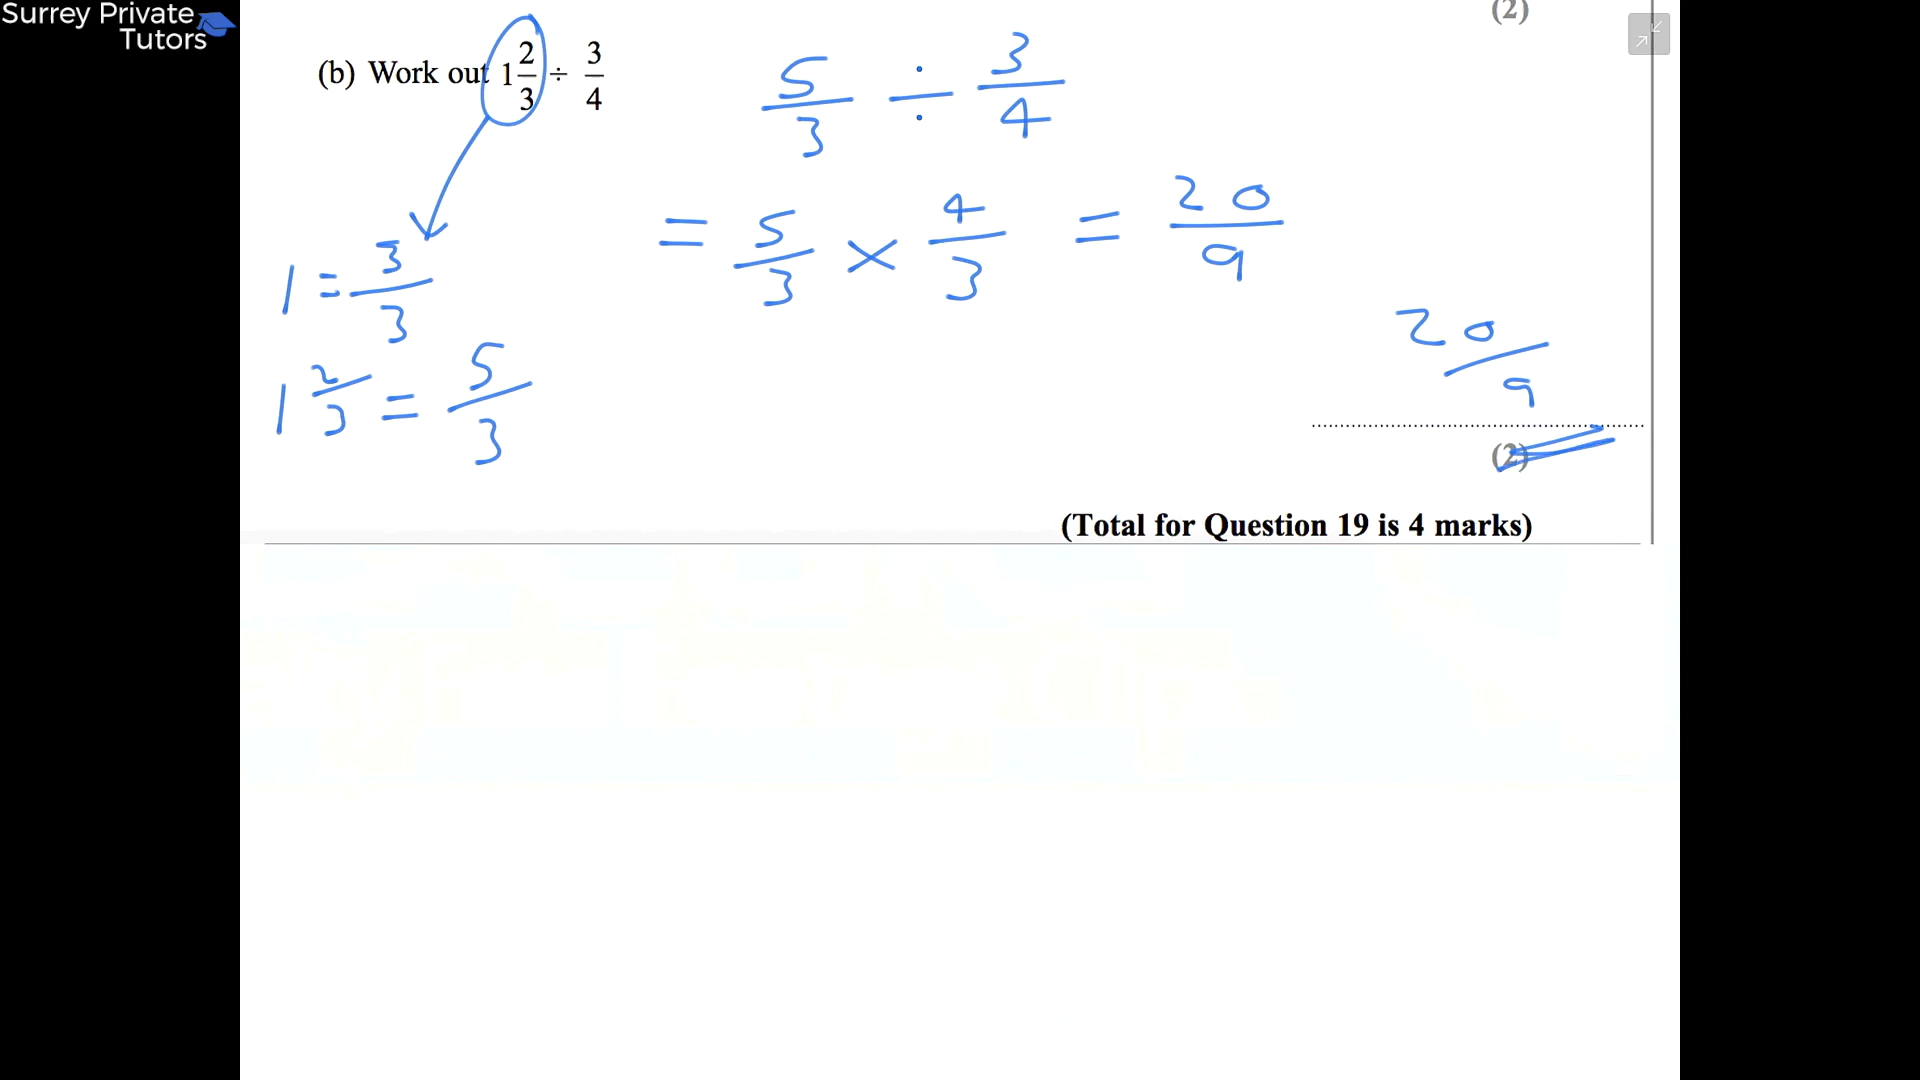 Surrey Private
Tutors
(2)
(b) Work out 1 2/3 ÷ 3/4
5/3 ÷ 3/4
= 5/3 × 4/3 = 20/9
1 = 3/3
1 2/3 = 5/3
20/9
(2)
(Total for Question 19 is 4 marks)